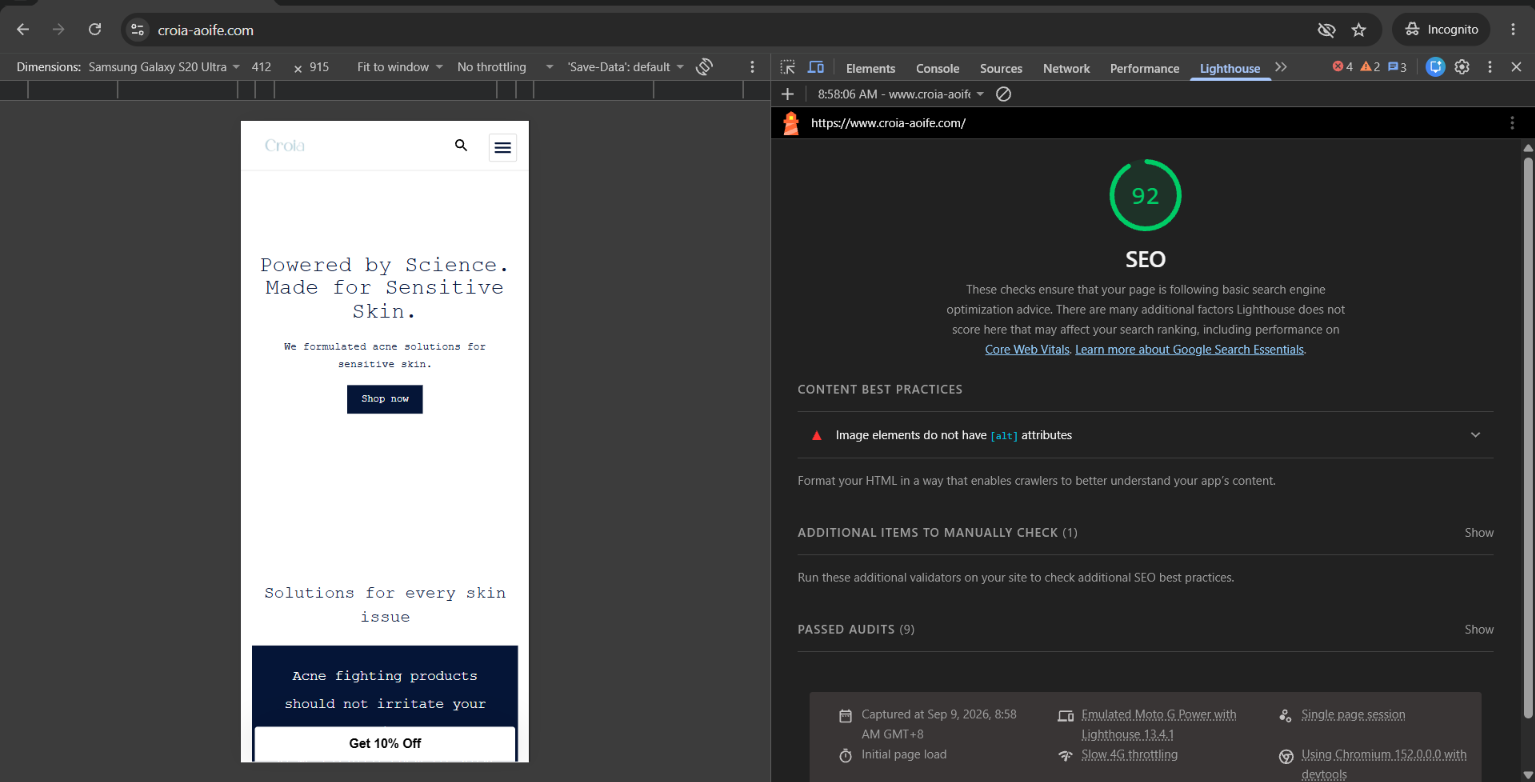 croia-aoife.com
Incognito
Dimensions: Samsung Galaxy S20 Ultra 412 x 915 Fit to window No throttling 'Save-Data': default
Elements Console Sources Network Performance Lighthouse 4 2 3
8:58:06 AM - www.croia-aoife
https://www.croia-aoife.com/
Croia
Powered by Science.
Made for Sensitive
Skin.
We formulated acne solutions for
sensitive skin.
Shop now
Solutions for every skin
issue
Acne fighting products
should not irritate your
Get 10% Off
92
SEO
These checks ensure that your page is following basic search engine
optimization advice. There are many additional factors Lighthouse does not
score here that may affect your search ranking, including performance on
Core Web Vitals. Learn more about Google Search Essentials.
CONTENT BEST PRACTICES
Image elements do not have [alt] attributes
Format your HTML in a way that enables crawlers to better understand your app's content.
ADDITIONAL ITEMS TO MANUALLY CHECK (1) Show
Run these additional validators on your site to check additional SEO best practices.
PASSED AUDITS (9) Show
Captured at Sep 9, 2026, 8:58
AM GMT+8
Emulated Moto G Power with
Lighthouse 13.4.1
Single page session
Initial page load
Slow 4G throttling
Using Chromium 152.0.0.0 with
devtools